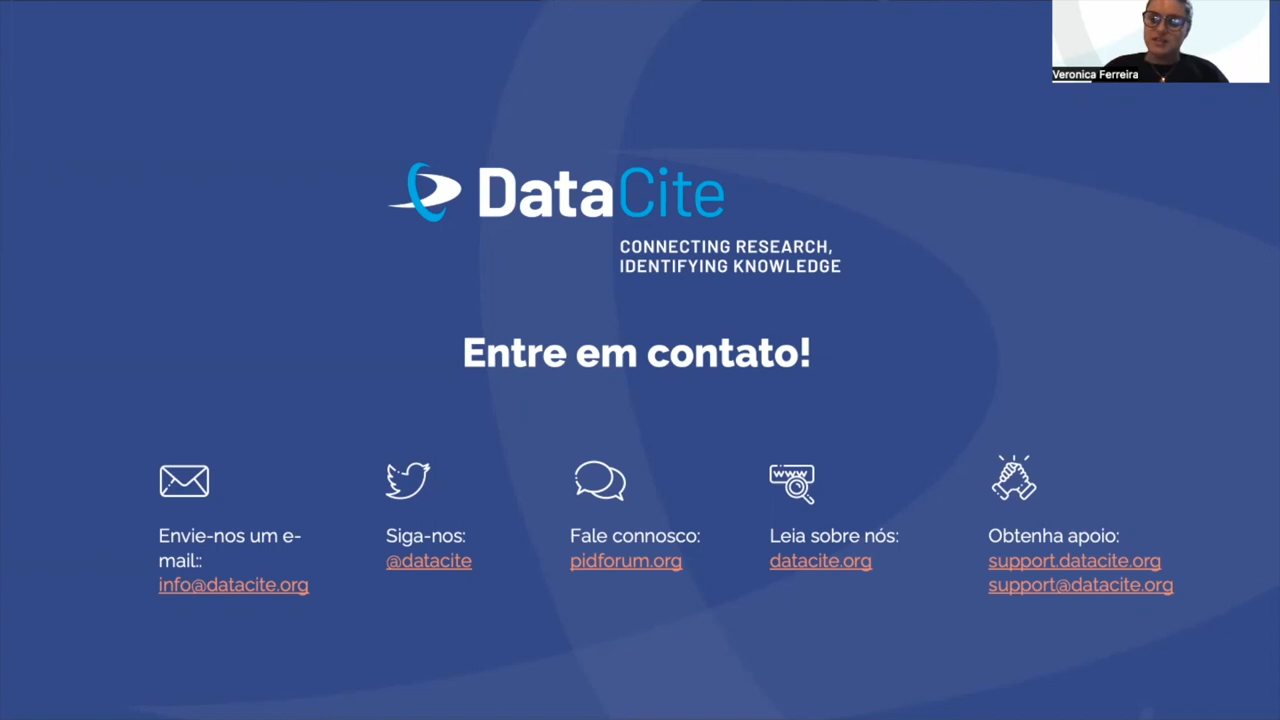 Veronica Ferreira
DataCite
CONNECTING RESEARCH,
IDENTIFYING KNOWLEDGE
Entre em contato!
www
Envie-nos um e-
mail::
info@datacite.org
Siga-nos:
@datacite
Fale connosco:
pidforum.org
Leia sobre nós:
datacite.org
Obtenha apoio:
support.datacite.org
support@datacite.org